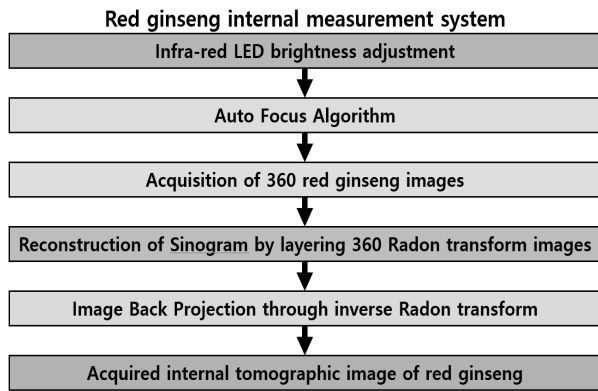 Red ginseng internal measurement system
Infra-red LED brightness adjustment
Auto Focus Algorithm
Acquisition of 360 red ginseng images
Reconstruction of Sinogram by layering 360 Radon transform images
Image Back Projection through inverse Radon transform
Acquired internal tomographic image of red ginseng